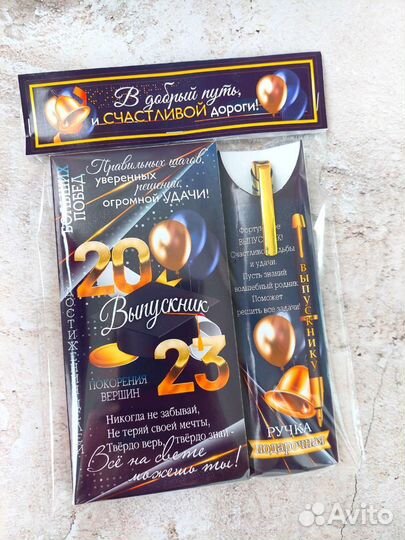 В добрый путь,
и СЧАСТЛИВОЙ дороги!
БОЛЬШИХ
ПОБЕД
Правильных шагов,
уверенных
решений,
огромной УДАЧИ!
20
Выпускник
23
ПОКОРЕНИЯ
ВЕРШИН
Никогда не забывай,
Не теряй своей мечты,
Твёрдо верь, твёрдо знай -
Всё на свете
можешь ты!
ВЫПУСКНИК!
и удачи.
Пусть знаний
волшебный родник
Поможет
решить все задачи!
ВЫПУСКНИКУ
РУЧКА
подарочная
Avito